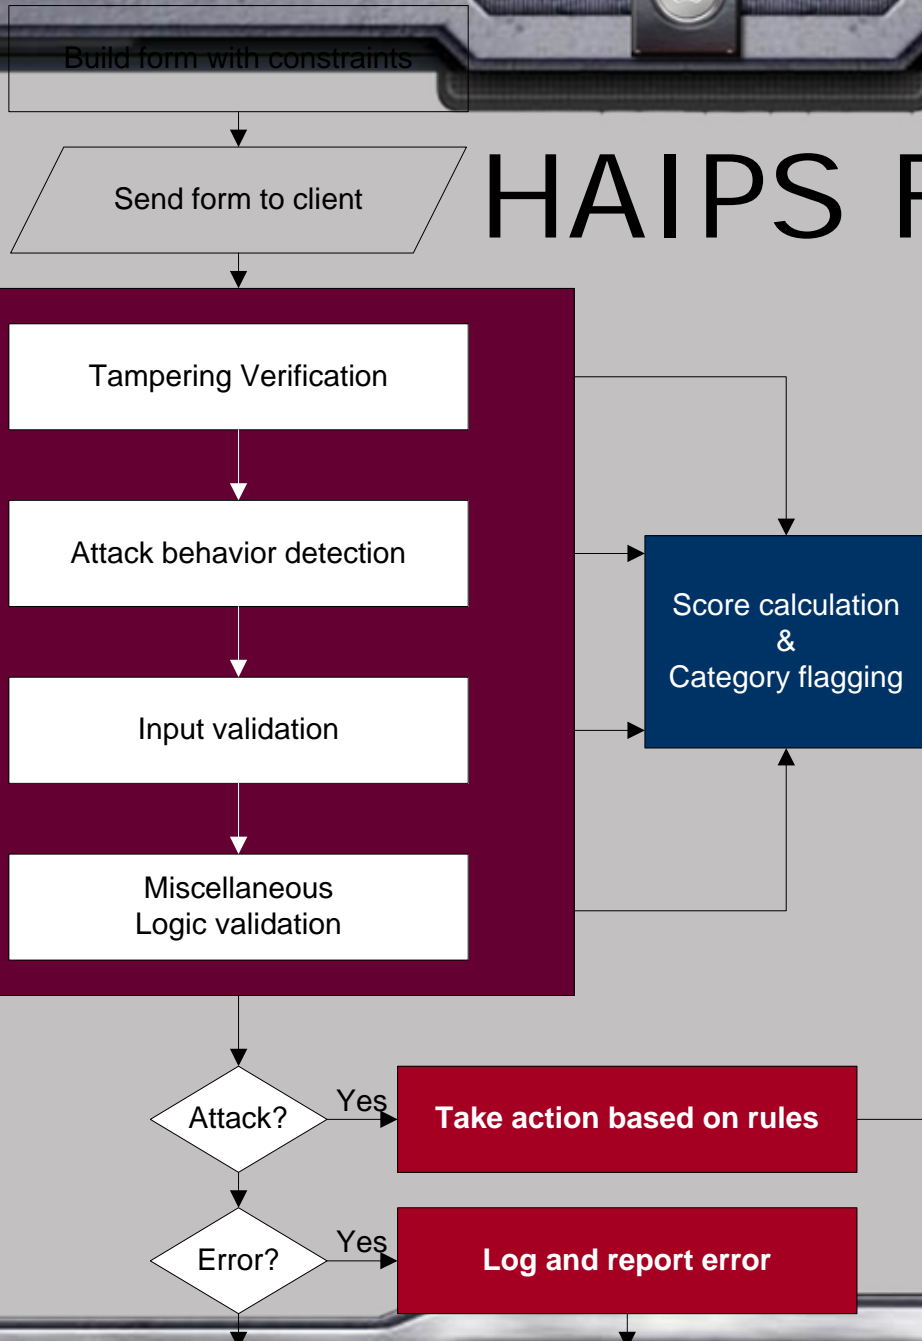 Build form with constraints
Send form to client
HAIPS F
Tampering Verification
Attack behavior detection
Score calculation
&
Category flagging
Input validation
Miscellaneous
Logic validation
Attack?
Yes
Take action based on rules
Error?
Yes
Log and report error